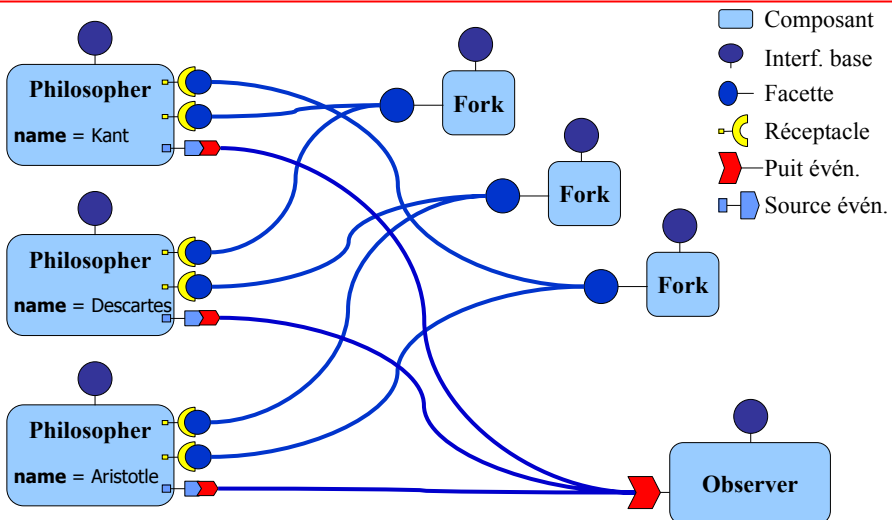 Philosopher
name = Kant
Philosopher
name = Descartes
Philosopher
name = Aristotle
Fork
Fork
Fork
Observer
Composant
Interf. base
Facette
Réceptacle
Puit évén.
Source évén.